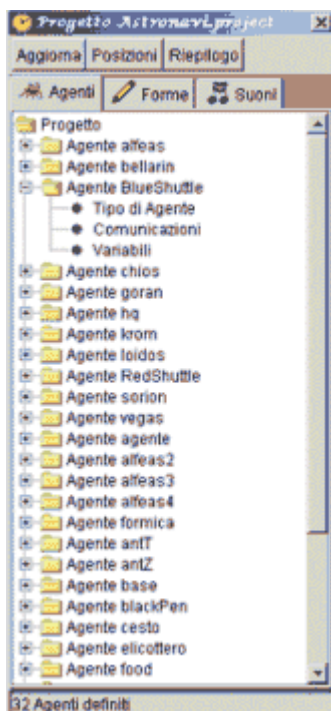 Progetto Astronavi.project
Aggiorna Posizioni Riepilogo
Agenti Forme Suoni
Progetto
Agente alfeas
Agente bellarin
Agente BlueShuttle
Tipo di Agente
Comunicazioni
Variabili
Agente chios
Agente goran
Agente hq
Agente krom
Agente loidos
Agente RedShuttle
Agente sorion
Agente vegas
Agente agente
Agente alfeas2
Agente alfeas3
Agente alfeas4
Agente formica
Agente antT
Agente antZ
Agente base
Agente blackPen
Agente cesto
Agente elicottero
Agente food
32 Agenti definiti